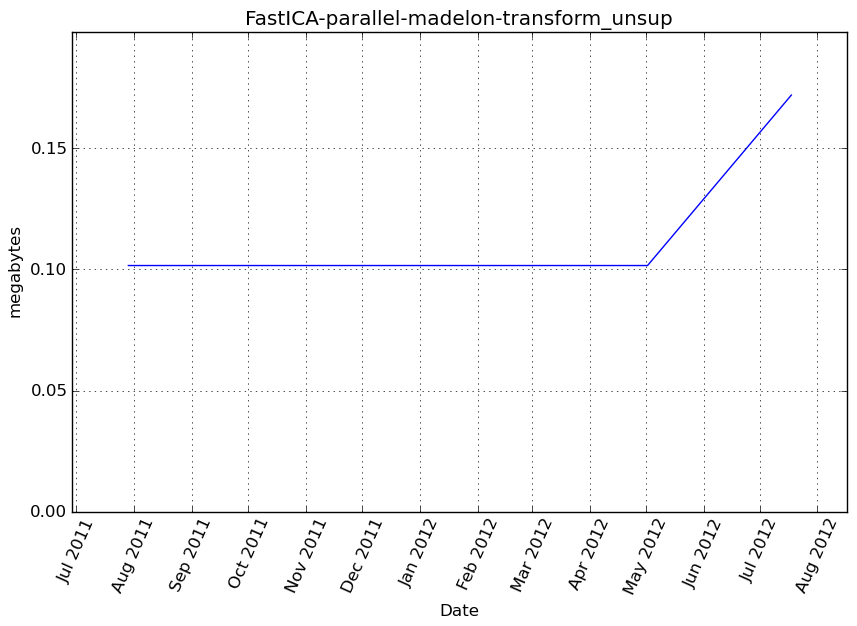 FastICA-parallel-madelon-transform_unsup
megabytes
0.15
0.10
0.05
0.00
Jul 2011
Aug 2011
Sep 2011
Oct 2011
Nov 2011
Dec 2011
Jan 2012
Feb 2012
Mar 2012
Apr 2012
May 2012
Jun 2012
Jul 2012
Aug 2012
Date